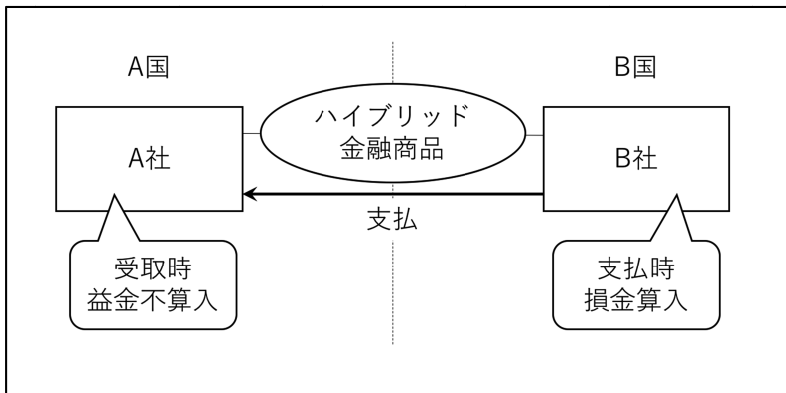 A国
B国
ハイブリッド
金融商品
A社
B社
支払
受取時
益金不算入
支払時
損金算入